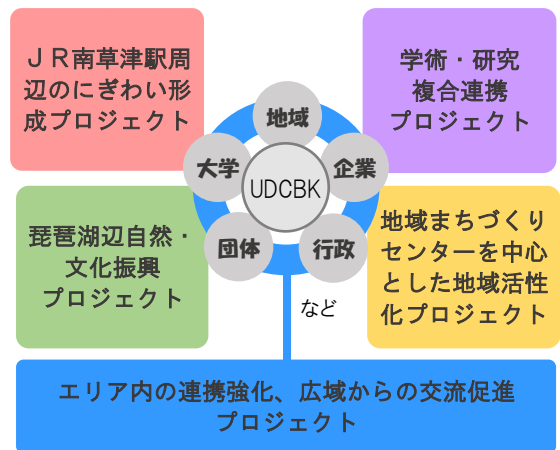 ＪＲ南草津駅周
辺のにぎわい形
成プロジェクト
学術・研究
複合連携
プロジェクト
地域
大学
企業
UDCBK
団体
行政
琵琶湖辺自然・
文化振興
プロジェクト
地域まちづくり
センターを中心
とした地域活性
化プロジェクト
など
エリア内の連携強化、広域からの交流促進
プロジェクト